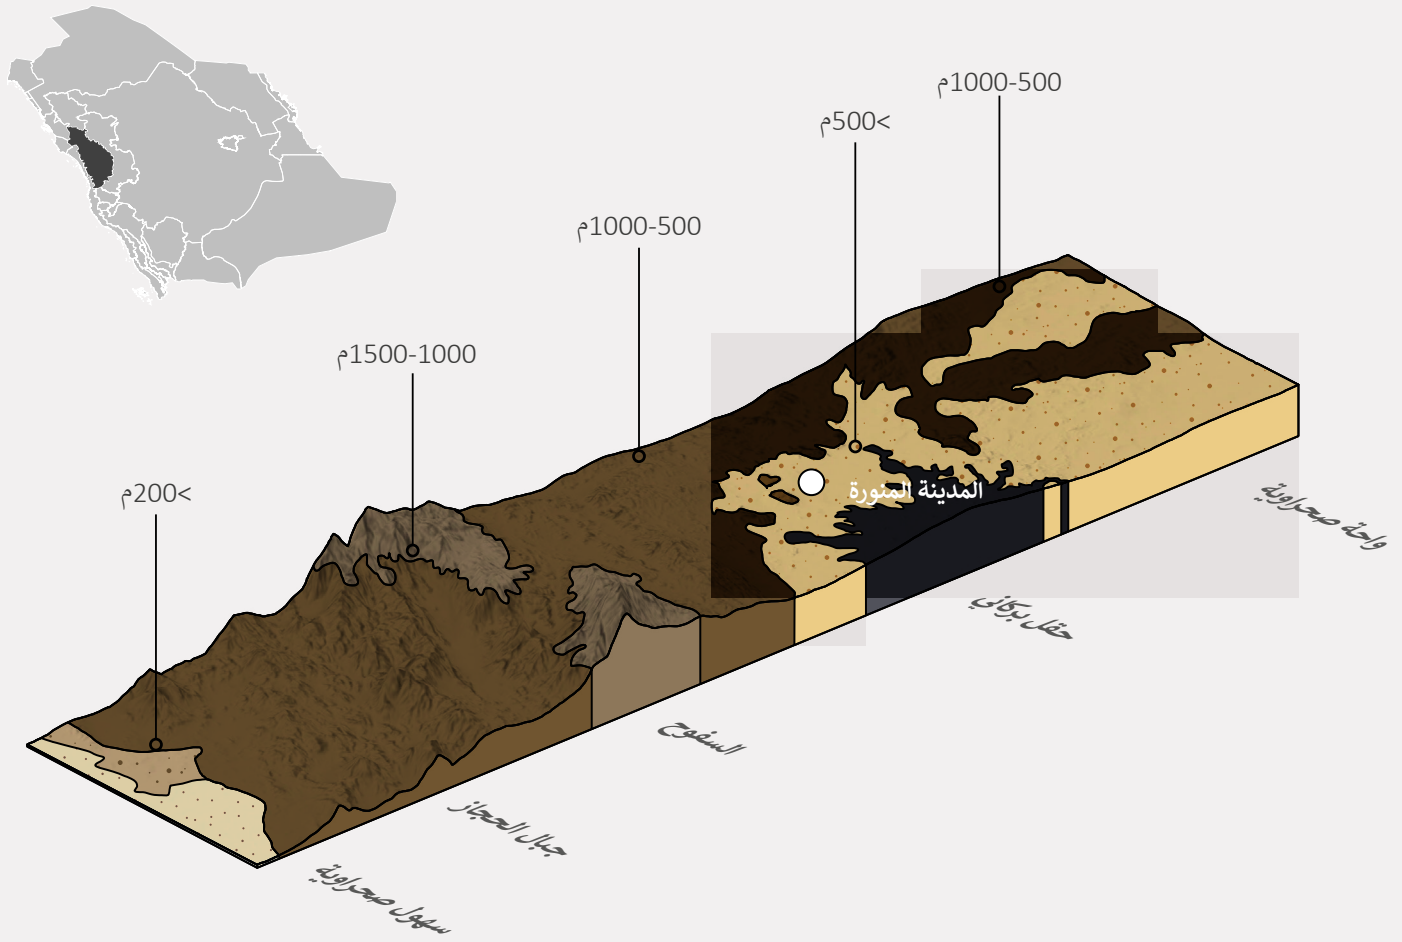 1000-500م
<500م
1000-500م
1500-1000م
<200م
المدينة المنورة
واحة صحراوية
حقل بركاني
السفوح
جبال الحجاز
سهول صحراوية